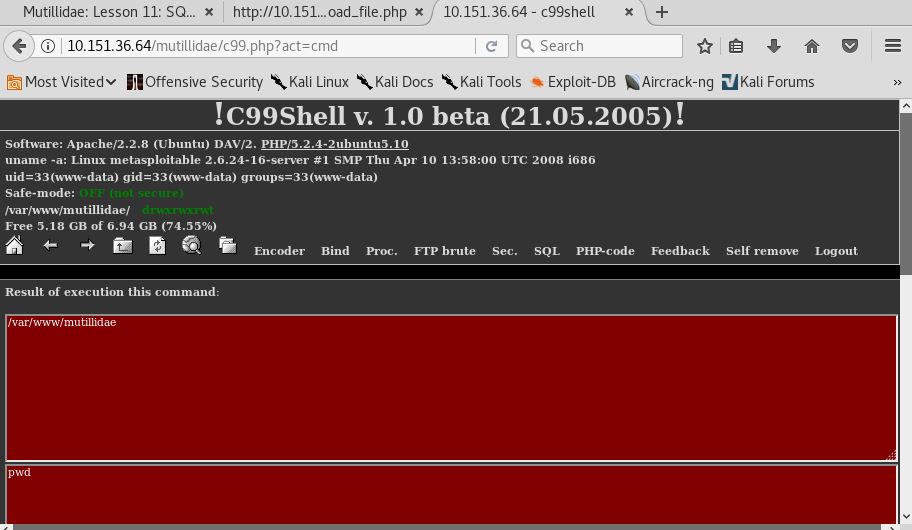 Mutillidae: Lesson 11: SQ... × http://10.151...oad_file.php × 10.151.36.64 - c99shell × +
10.151.36.64/mutillidae/c99.php?act=cmd Search
Most Visited Offensive Security Kali Linux Kali Docs Kali Tools Exploit-DB Aircrack-ng Kali Forums »
!C99Shell v. 1.0 beta (21.05.2005)!
Software: Apache/2.2.8 (Ubuntu) DAV/2. PHP/5.2.4-2ubuntu5.10
uname -a: Linux metasploitable 2.6.24-16-server #1 SMP Thu Apr 10 13:58:00 UTC 2008 i686
uid=33(www-data) gid=33(www-data) groups=33(www-data)
Safe-mode: OFF (not secure)
/var/www/mutillidae/ drwxrwxrwt
Free 5.18 GB of 6.94 GB (74.55%)
Encoder Bind Proc. FTP brute Sec. SQL PHP-code Feedback Self remove Logout
Result of execution this command:
/var/www/mutillidae
pwd